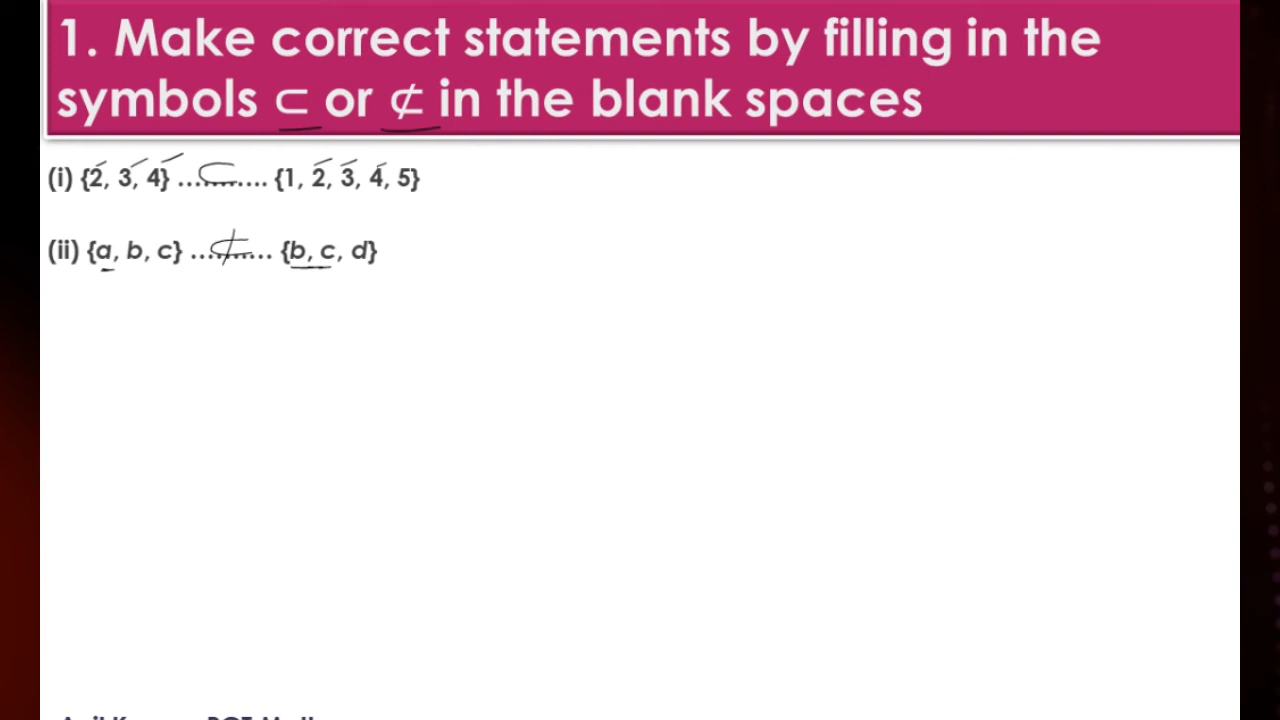 1. Make correct statements by filling in the
symbols ⊂ or ⊄ in the blank spaces
(i) {2, 3, 4} ....⊂.... {1, 2, 3, 4, 5}
(ii) {a, b, c} ....⊄.... {b, c, d}